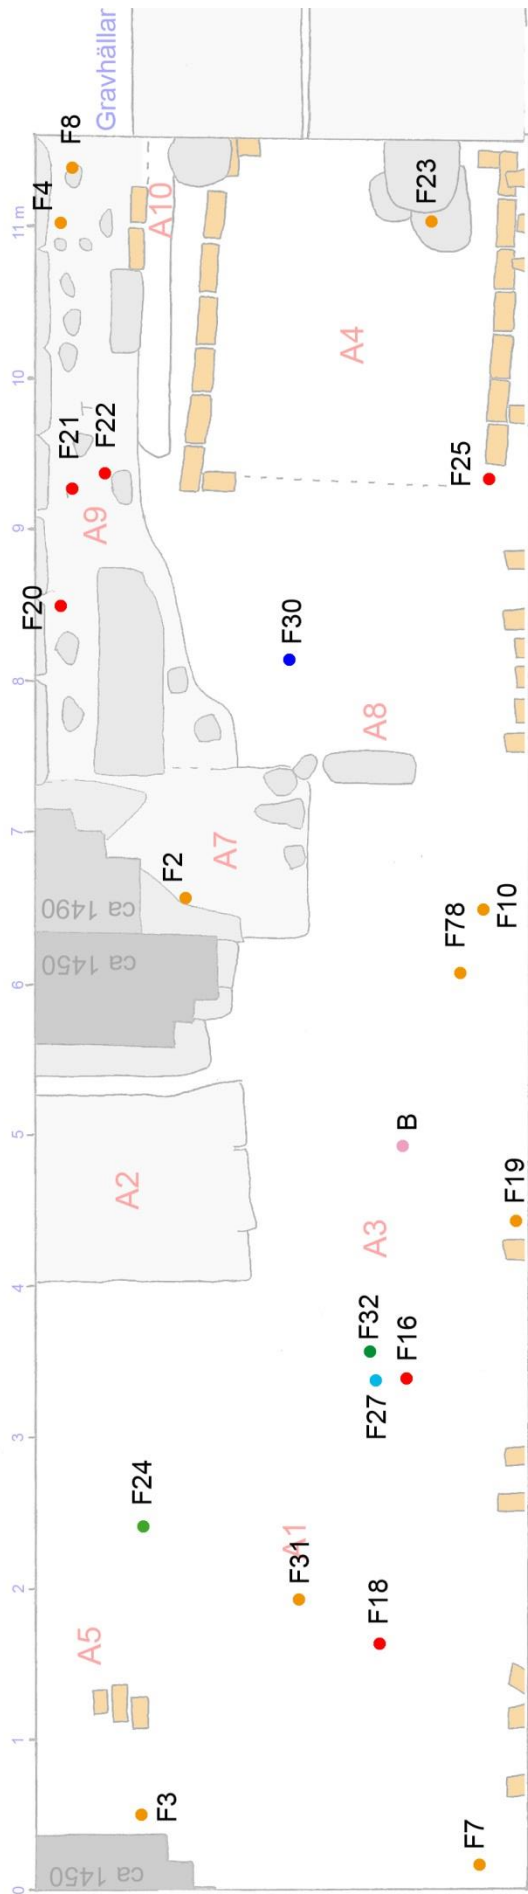 Gravhällar
F8
F4
11 m
A10
F23
A4
10
F21
F22
A9
9
F25
F20
F30
8
A8
7
ca 1490
F2
A7
ca 1450
6
F78
F10
5
A2
B
A3
F19
4
F32
F27
F16
3
F24
A1
F31
2
F18
A5
1
F3
ca 1450
F7
0